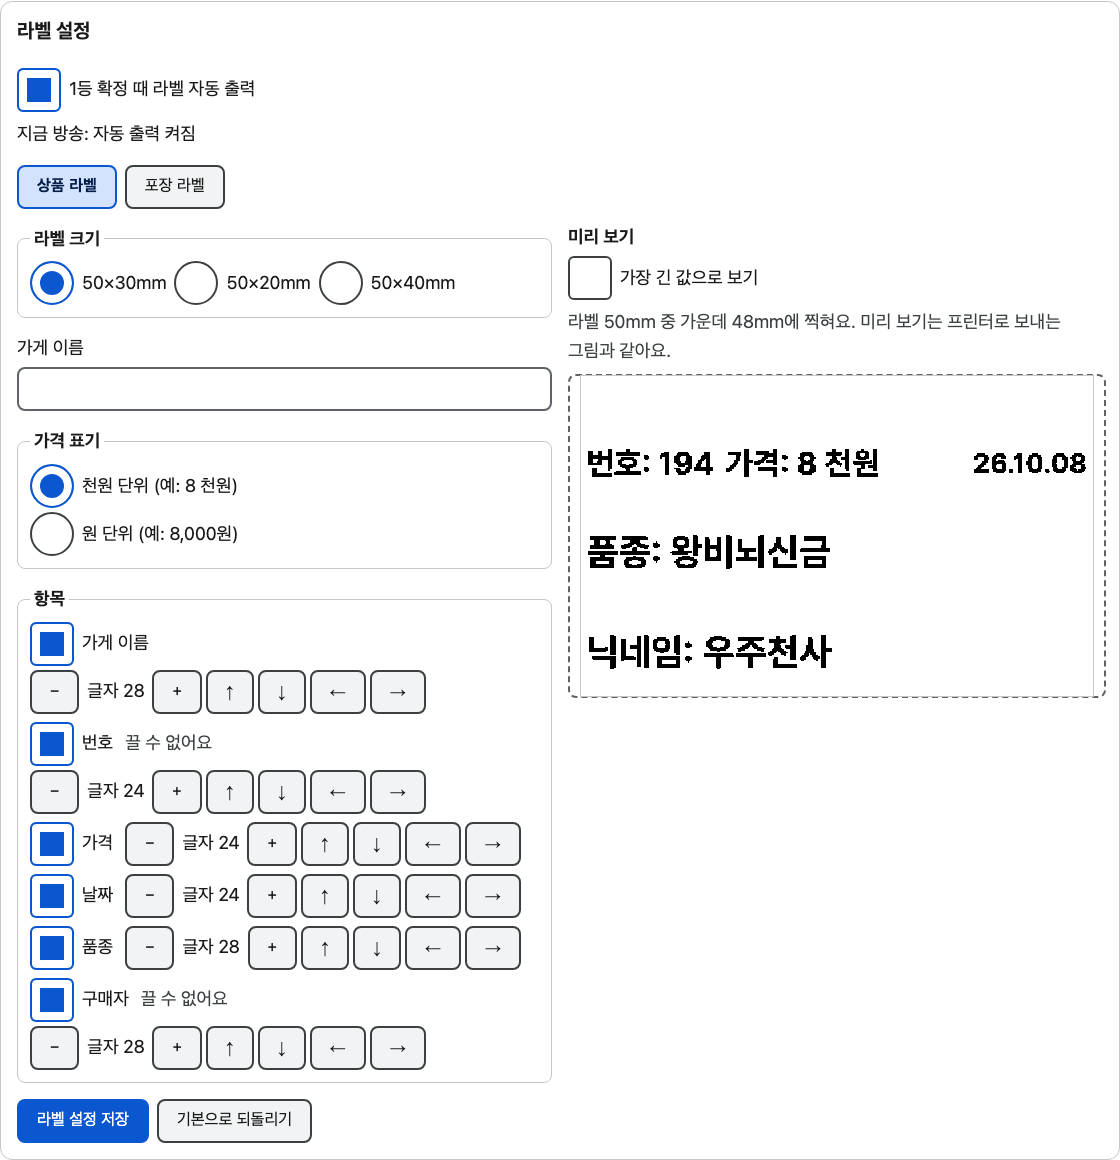 라벨 설정
1등 확정 때 라벨 자동 출력
지금 방송: 자동 출력 켜짐
상품 라벨 포장 라벨
라벨 크기
50×30mm 50×20mm 50×40mm
가게 이름
가격 표기
천원 단위 (예: 8 천원)
원 단위 (예: 8,000원)
항목
가게 이름
− 글자 28 + ↑ ↓ ← →
번호 끌 수 없어요
− 글자 24 + ↑ ↓ ← →
가격 − 글자 24 + ↑ ↓ ← →
날짜 − 글자 24 + ↑ ↓ ← →
품종 − 글자 28 + ↑ ↓ ← →
구매자 끌 수 없어요
− 글자 28 + ↑ ↓ ← →
라벨 설정 저장 기본으로 되돌리기
미리 보기
가장 긴 값으로 보기
라벨 50mm 중 가운데 48mm에 찍혀요. 미리 보기는 프린터로 보내는
그림과 같아요.
번호: 194 가격: 8 천원 26.10.08
품종: 왕비뇌신금
닉네임: 우주천사